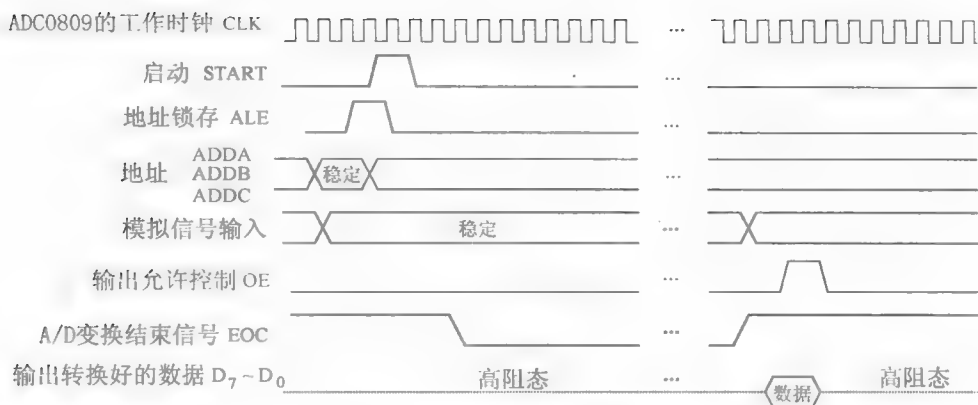 ADC0809的工作时钟 CLK ...
启动 START ...
地址锁存 ALE ...
ADDA
地址 ADDB 稳定 ...
ADDC
模拟信号输入 稳定 ...
输出允许控制 OE ...
A/D变换结束信号 EOC ...
输出转换好的数据 D7~D0 高阻态 ... 数据 高阻态